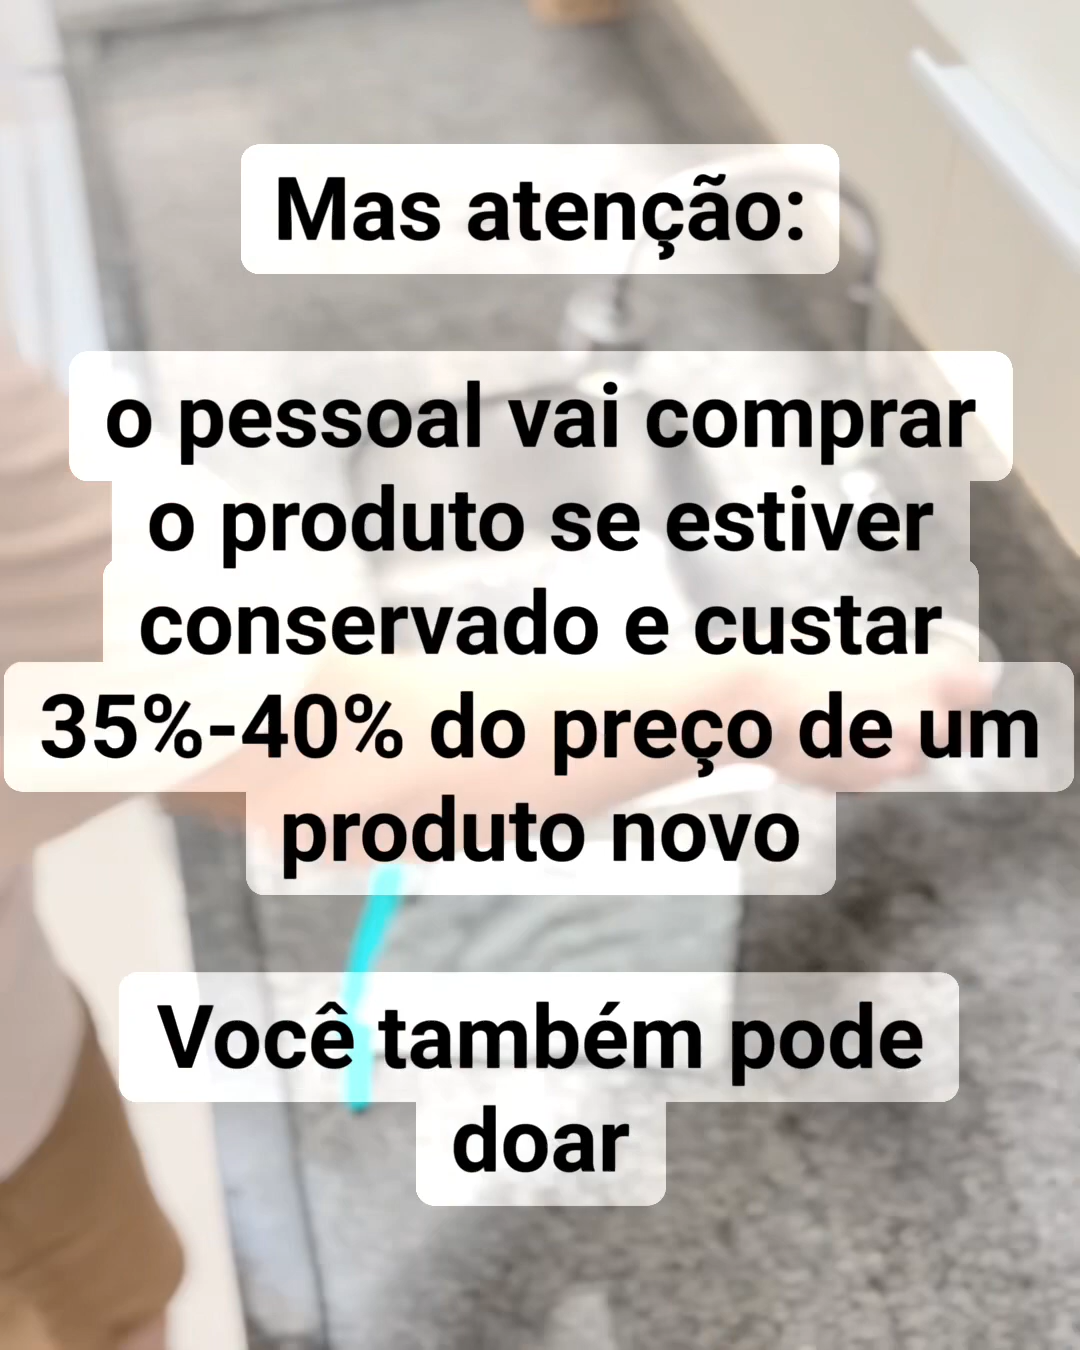 Mas atenção:
o pessoal vai comprar
o produto se estiver
conservado e custar
35%-40% do preço de um
produto novo
Você também pode
doar